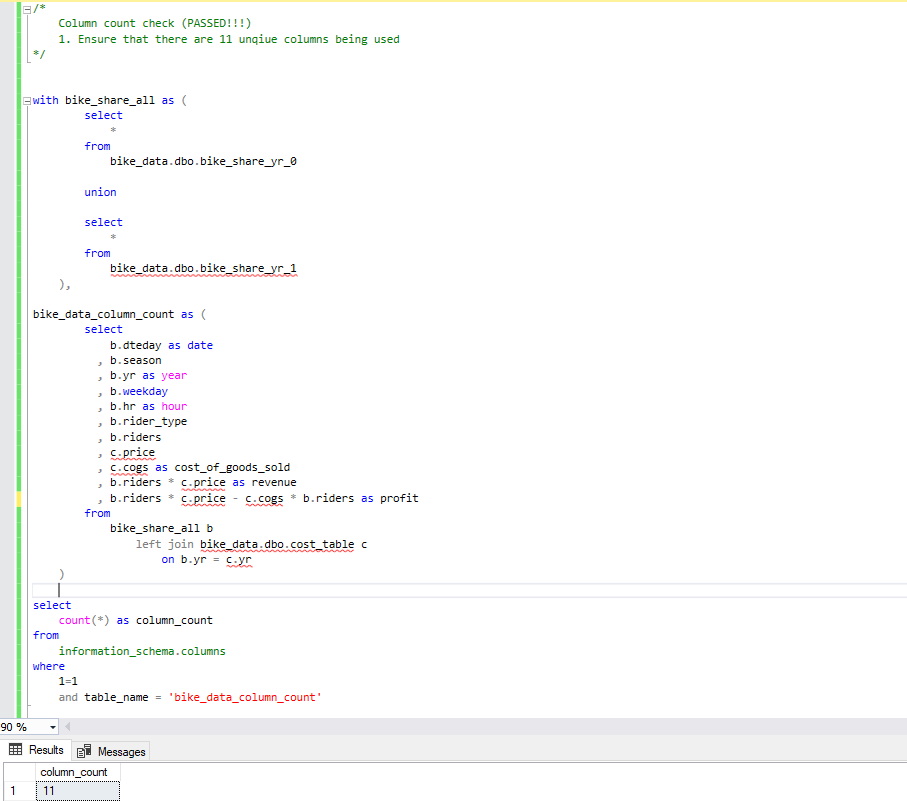 /*
Column count check (PASSED!!!)
1. Ensure that there are 11 unqiue columns being used
*/
with bike_share_all as (
select
*
from
bike_data.dbo.bike_share_yr_0
union
select
*
from
bike_data.dbo.bike_share_yr_1
),
bike_data_column_count as (
select
b.dteday as date
, b.season
, b.yr as year
, b.weekday
, b.hr as hour
, b.rider_type
, b.riders
, c.price
, c.cogs as cost_of_goods_sold
, b.riders * c.price as revenue
, b.riders * c.price - c.cogs * b.riders as profit
from
bike_share_all b
left join bike_data.dbo.cost_table c
on b.yr = c.yr
)
select
count(*) as column_count
from
information_schema.columns
where
1=1
and table_name = 'bike_data_column_count'
90 %
Results Messages
column_count
1 11